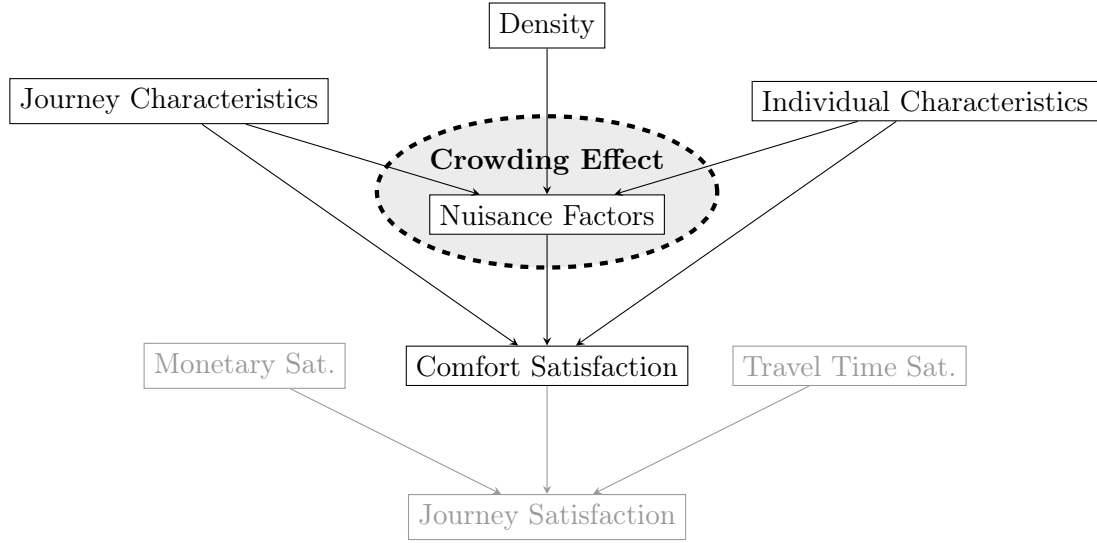 Density
Journey Characteristics
Individual Characteristics
Crowding Effect
Nuisance Factors
Monetary Sat.
Comfort Satisfaction
Travel Time Sat.
Journey Satisfaction